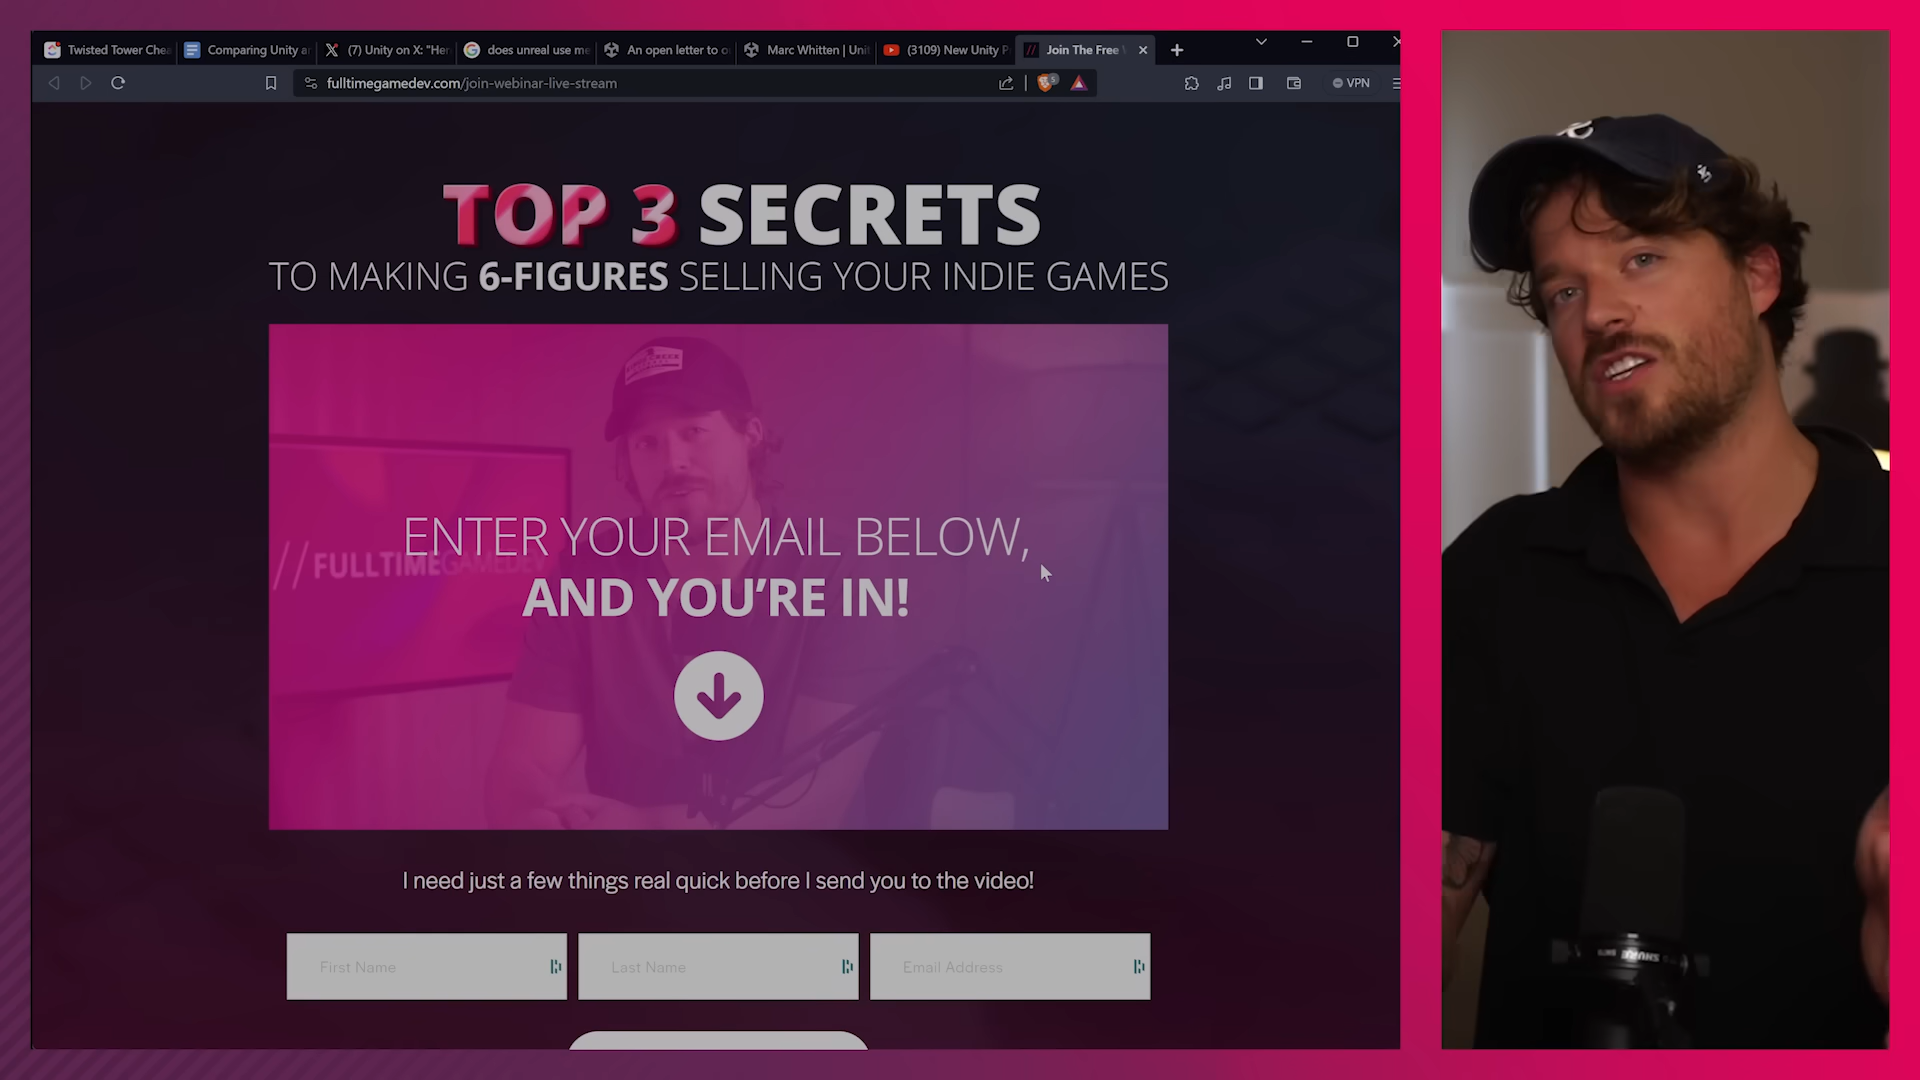 Twisted Tower Chea
Comparing Unity a
(7) Unity on X: "Her
does unreal use me
An open letter to o
Marc Whitten | Unit
(3109) New Unity P
Join The Free
fulltimegamedev.com/join-webinar-live-stream
VPN
TOP 3 SECRETS
TO MAKING 6-FIGURES SELLING YOUR INDIE GAMES
ENTER YOUR EMAIL BELOW,
//FULLTIMEGAMEDEV
AND YOU'RE IN!
I need just a few things real quick before I send you to the video!
First Name
Last Name
Email Address
SHURE